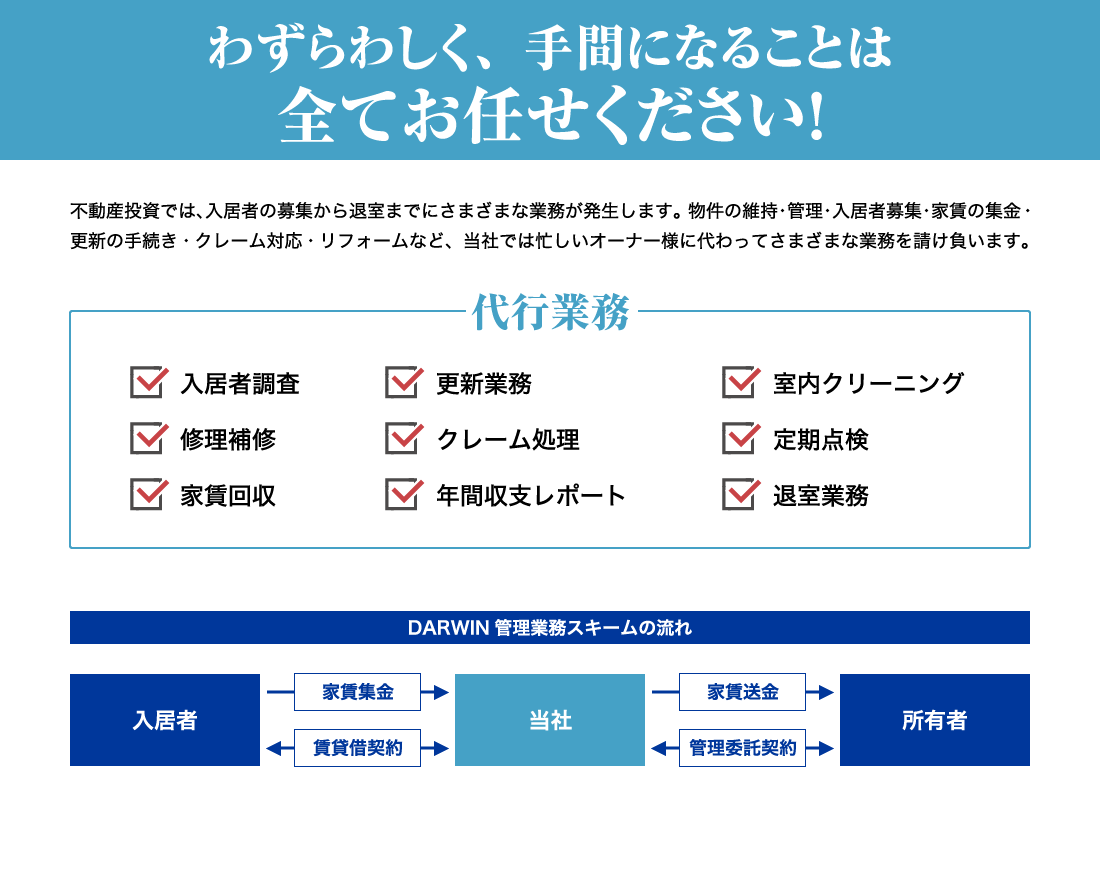 わずらわしく、手間になることは
全てお任せください!
不動産投資では、入居者の募集から退室までにさまざまな業務が発生します。物件の維持・管理・入居者募集・家賃の集金・
更新の手続き・クレーム対応・リフォームなど、当社では忙しいオーナー様に代わってさまざまな業務を請け負います。
代行業務
入居者調査
更新業務
室内クリーニング
修理補修
クレーム処理
定期点検
家賃回収
年間収支レポート
退室業務
DARWIN 管理業務スキームの流れ
入居者
家賃集金
賃貸借契約
当社
家賃送金
管理委託契約
所有者